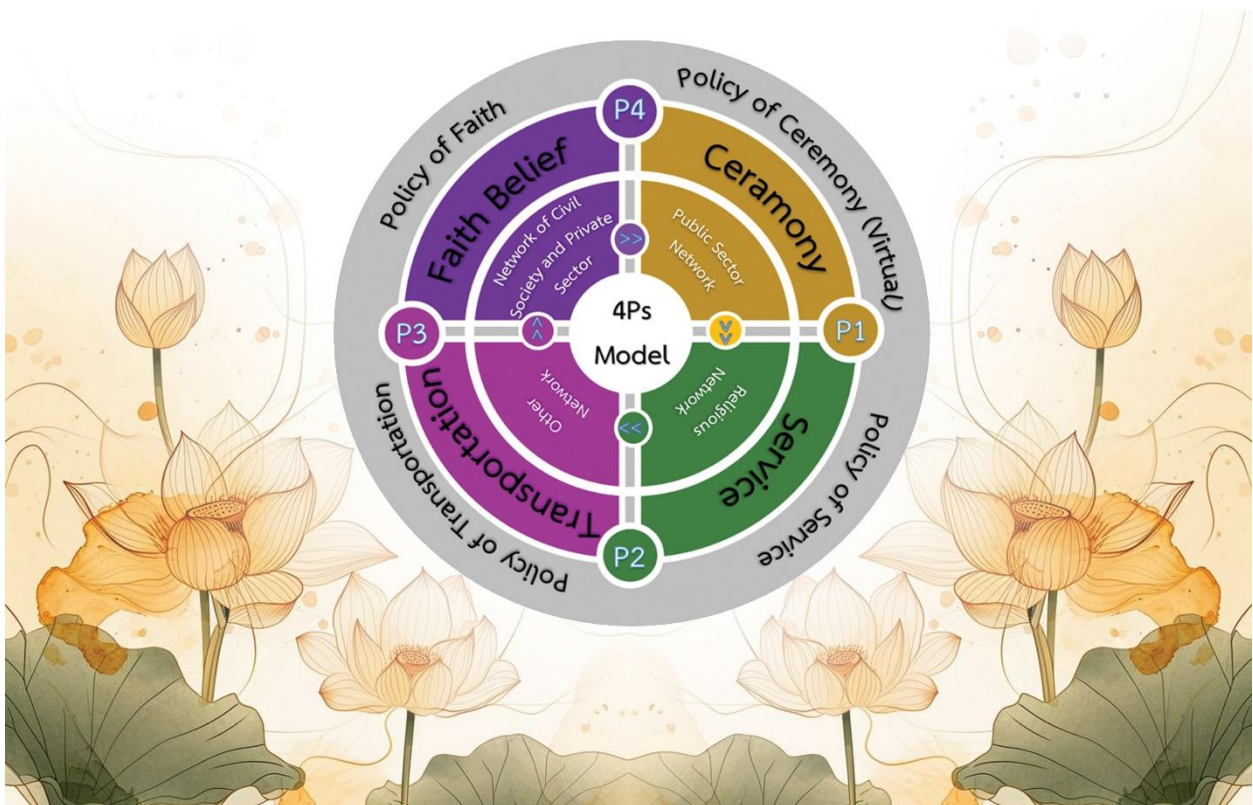 4Ps
Model
P1
Policy of Ceremony (Virtual)
Ceramony
Public Sector
Network
P2
Policy of Service
Service
Religious
Network
P3
Policy of Transportation
Transportation
Other
Network
P4
Policy of Faith
Faith Belief
Network of Civil
Society and Private
Sector
>>
>>
<<
>>